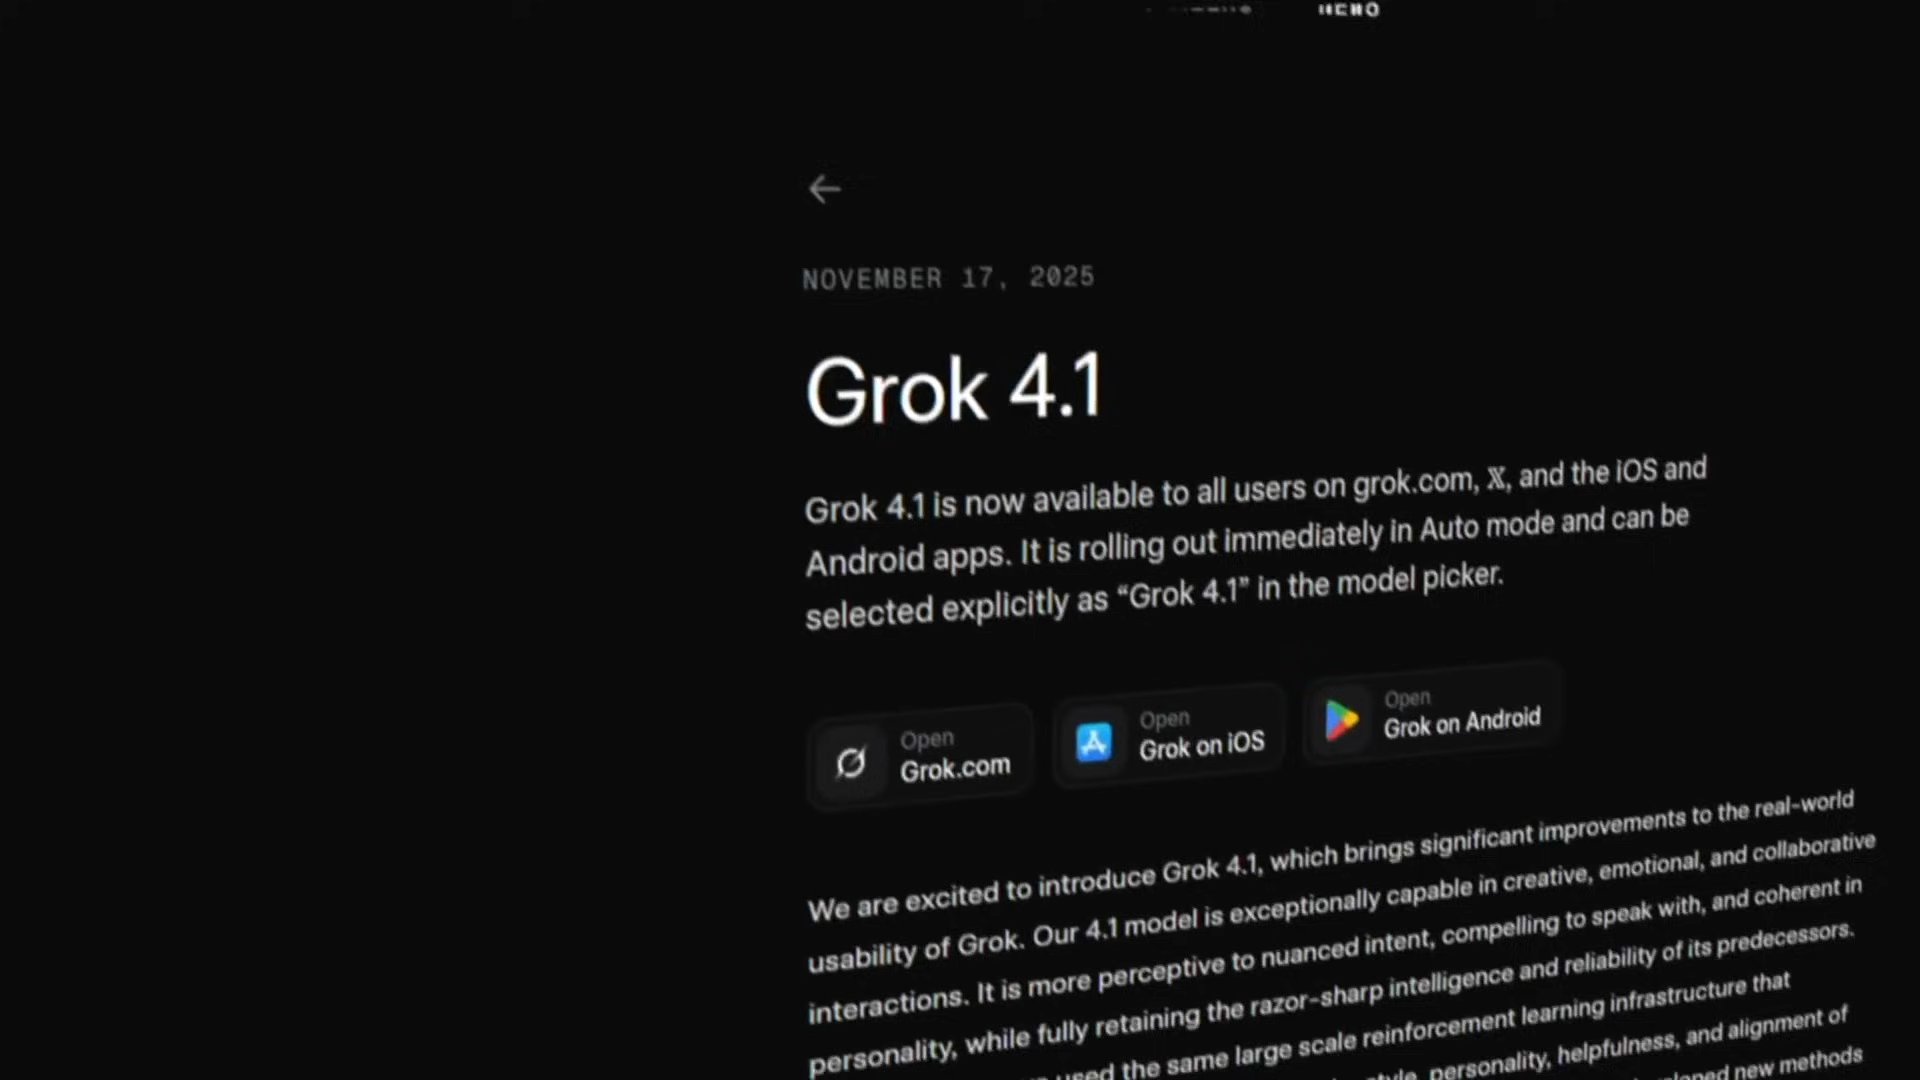 NOVEMBER 17, 2025
Grok 4.1
Grok 4.1 is now available to all users on grok.com, 𝕏, and the iOS and
Android apps. It is rolling out immediately in Auto mode and can be
selected explicitly as “Grok 4.1” in the model picker.
Open
Grok.com
Open
Grok on iOS
Open
Grok on Android
We are excited to introduce Grok 4.1, which brings significant improvements to the real-world
usability of Grok. Our 4.1 model is exceptionally capable in creative, emotional, and collaborative
interactions. It is more perceptive to nuanced intent, compelling to speak with, and coherent in
personality, while fully retaining the razor-sharp intelligence and reliability of its predecessors.
used the same large scale reinforcement learning infrastructure that
style, personality, helpfulness, and alignment of
new methods